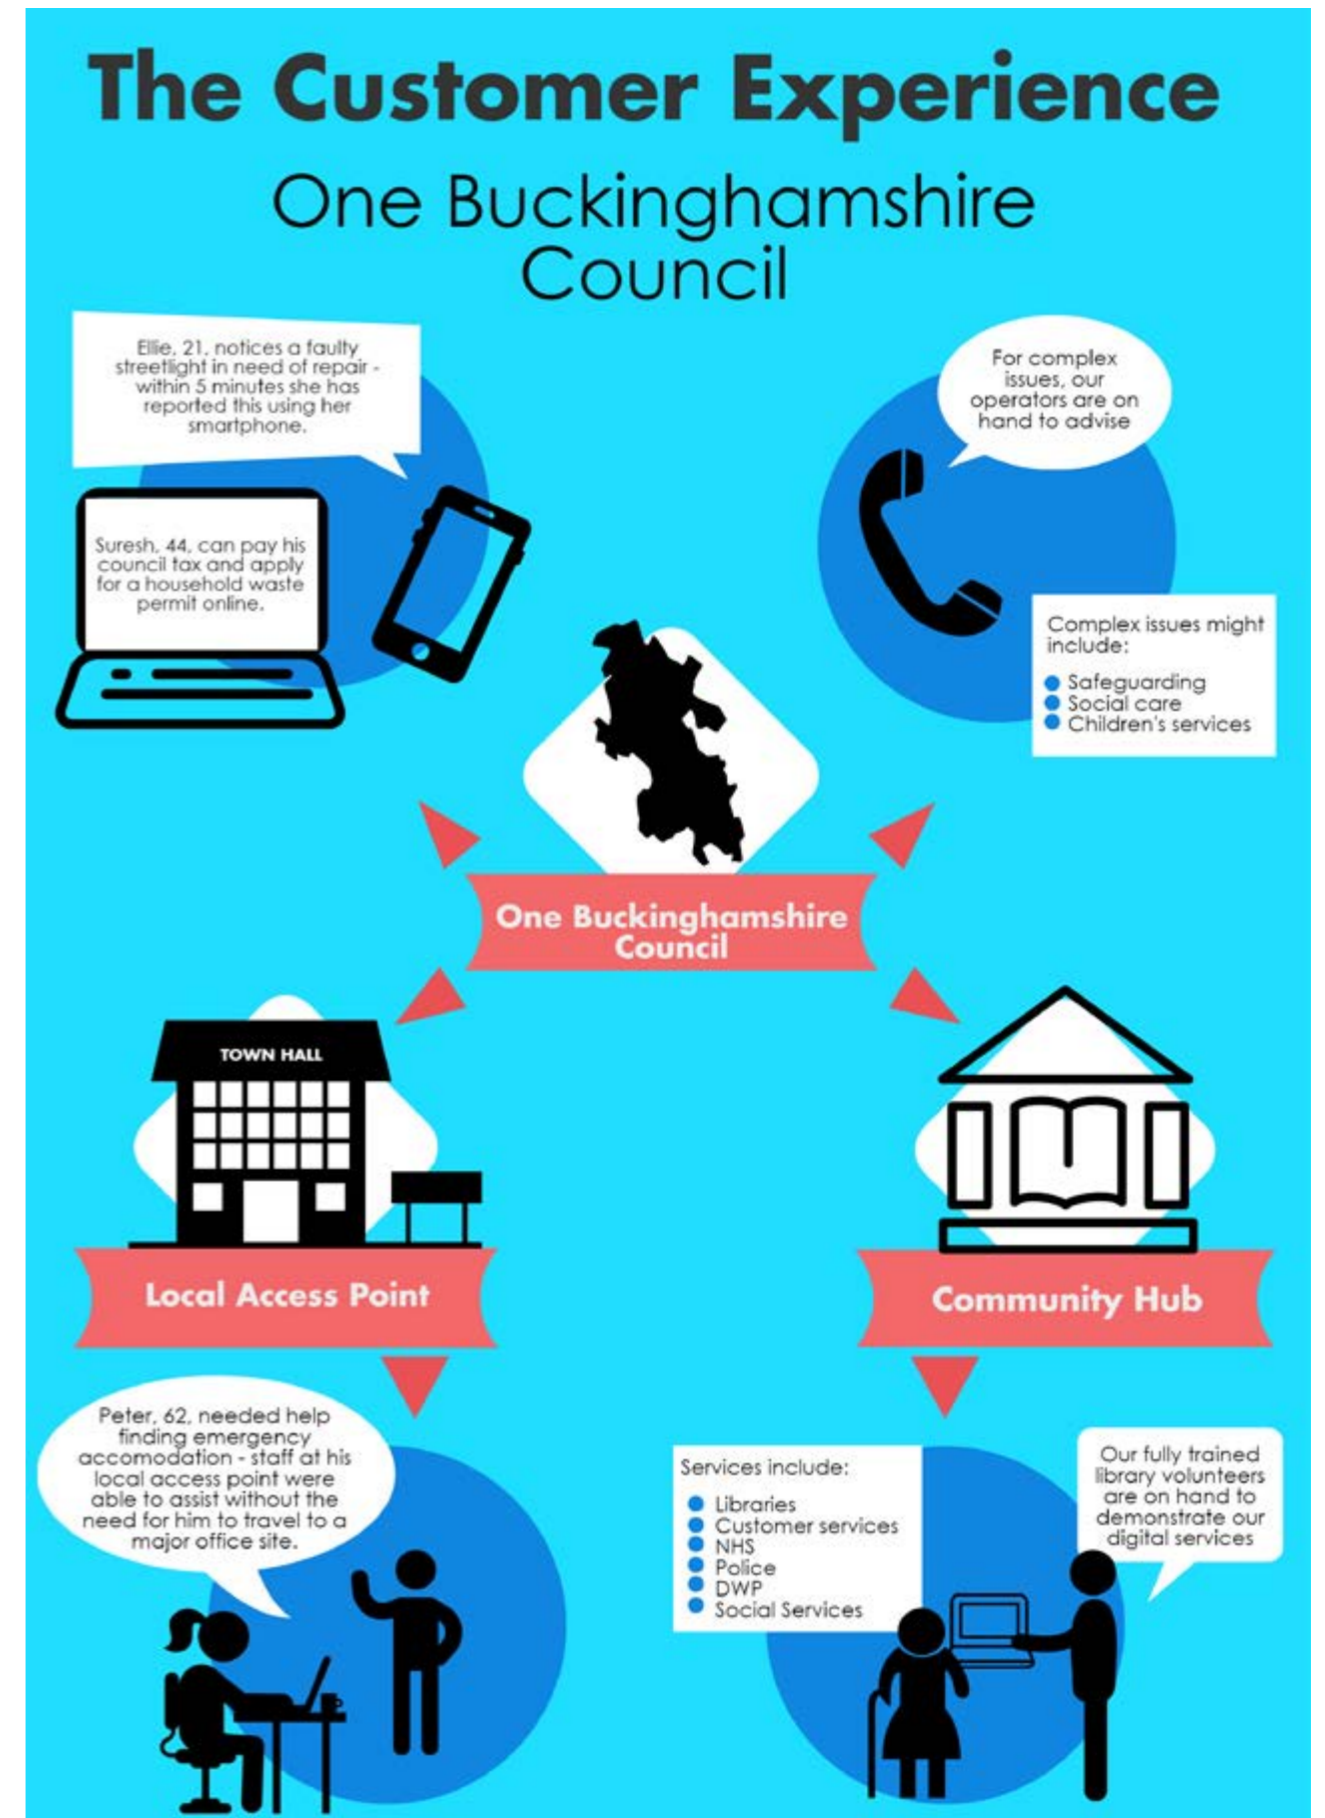 The Customer Experience
One Buckinghamshire
Council
Ellie, 21, notices a faulty
streetlight in need of repair -
within 5 minutes she has
reported this using her
smartphone.
Suresh, 44, can pay his
council tax and apply
for a household waste
permit online.
For complex
issues, our
operators are on
hand to advise
Complex issues might
include:
Safeguarding
Social care
Children's services
One Buckinghamshire
Council
TOWN HALL
Local Access Point
Community Hub
Peter, 62, needed help
finding emergency
accomodation - staff at his
local access point were
able to assist without the
need for him to travel to a
major office site.
Services include:
Libraries
Customer services
NHS
Police
DWP
Social Services
Our fully trained
library volunteers
are on hand to
demonstrate our
digital services